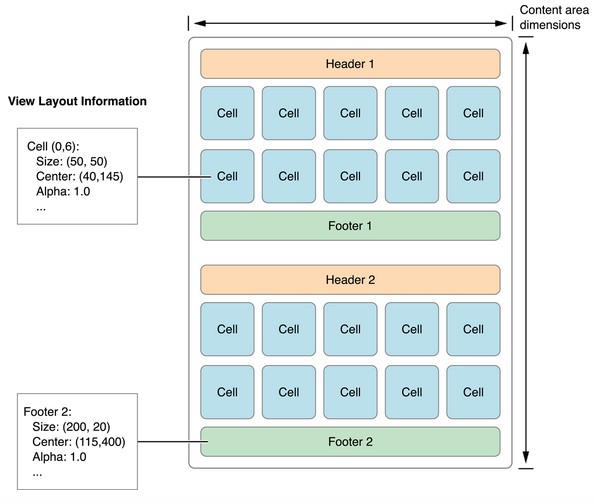 Content area
dimensions
Header 1
View Layout Information
Cell Cell Cell Cell Cell
Cell (0,6):
Size: (50, 50)
Center: (40,145)
Alpha: 1.0
...
Cell Cell Cell Cell Cell
Footer 1
Header 2
Cell Cell Cell Cell Cell
Cell Cell Cell Cell Cell
Footer 2:
Size: (200, 20)
Center: (115,400)
Alpha: 1.0
...
Footer 2